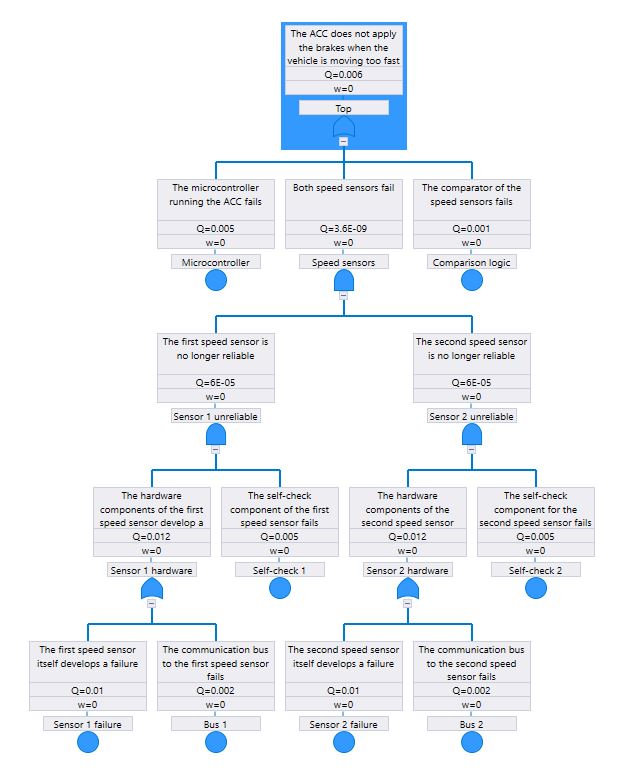 The ACC does not apply
the brakes when the
vehicle is moving too fast
Q=0.006
w=0
Top
The microcontroller
running the ACC fails
Q=0.005
w=0
Microcontroller
Both speed sensors fail
Q=3.6E-09
w=0
Speed sensors
The comparator of the
speed sensors fails
Q=0.001
w=0
Comparison logic
The first speed sensor is
no longer reliable
Q=6E-05
w=0
Sensor 1 unreliable
The second speed sensor
is no longer reliable
Q=6E-05
w=0
Sensor 2 unreliable
The hardware
components of the first
speed sensor develop a
Q=0.012
w=0
Sensor 1 hardware
The self-check
component of the first
speed sensor fails
Q=0.005
w=0
Self-check 1
The hardware
components of the
second speed sensor
Q=0.012
w=0
Sensor 2 hardware
The self-check
component for the
second speed sensor fails
Q=0.005
w=0
Self-check 2
The first speed sensor
itself develops a failure
Q=0.01
w=0
Sensor 1 failure
The communication bus
to the first speed sensor
fails
Q=0.002
w=0
Bus 1
The second speed sensor
itself develops a failure
Q=0.01
w=0
Sensor 2 failure
The communication bus
to the second speed
sensor fails
Q=0.002
w=0
Bus 2